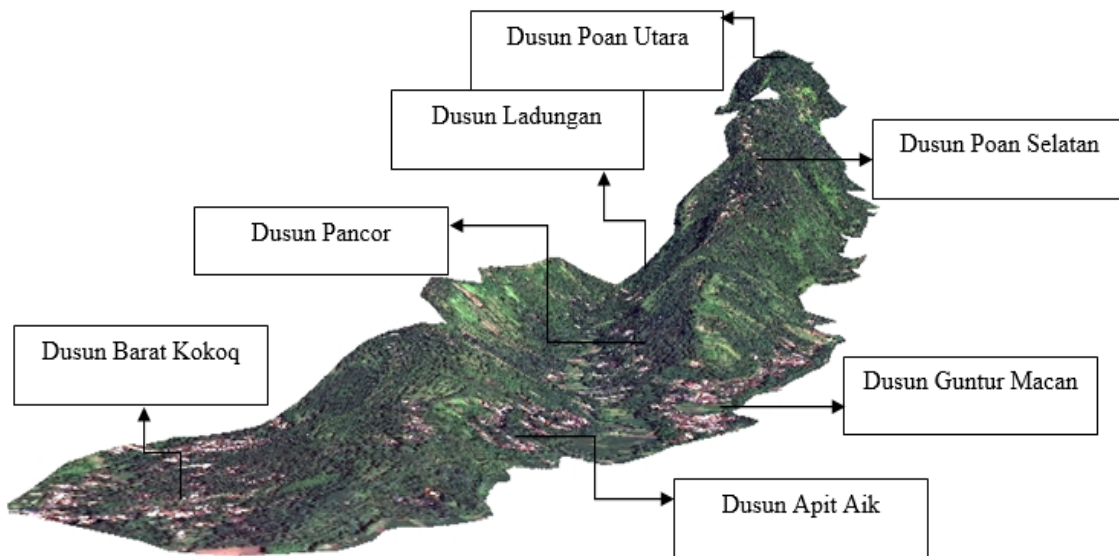 Dusun Poan Utara
Dusun Ladungan
Dusun Poan Selatan
Dusun Pancor
Dusun Barat Kokoq
Dusun Guntur Macan
Dusun Apit Aik